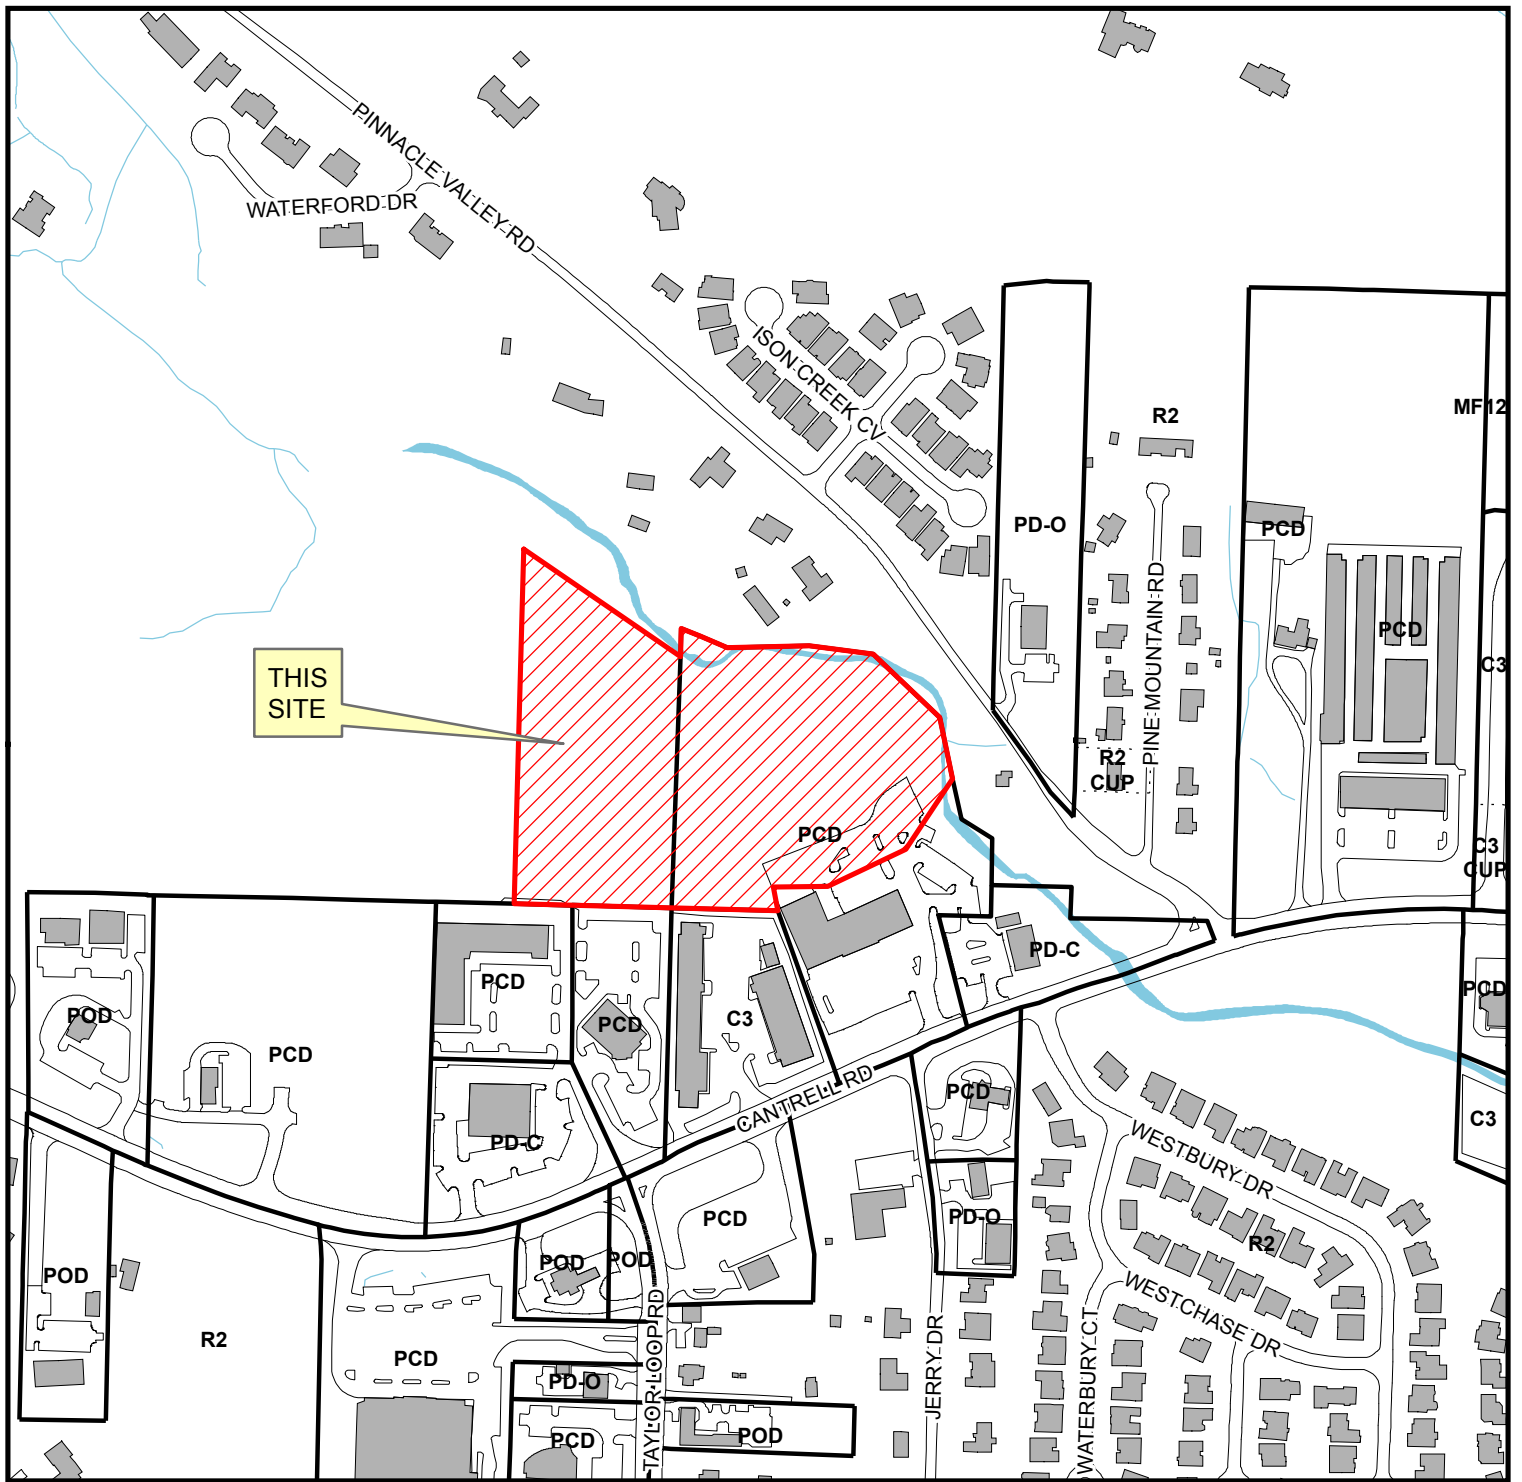 PINNACLE VALLEY RD
WATERFORD DR
ISON CREEK CV
R2
MF12
PD-O
PCD
PINE MOUNTAIN RD
PCD
C3
THIS
SITE
R2
CUP
PCD
C3
CUP
PD-C
PCD
PCD
POD
PCD
C3
PCD
PCD
CANTRELL RD
PCD
C3
PD-C
WESTBURY DR
PCD
PD-O
R2
POD
POD
POD
WESTCHASE DR
R2
PCD
TAYLOR LOOP RD
JERRY DR
WATERBURY CT
PD-O
PCD
POD